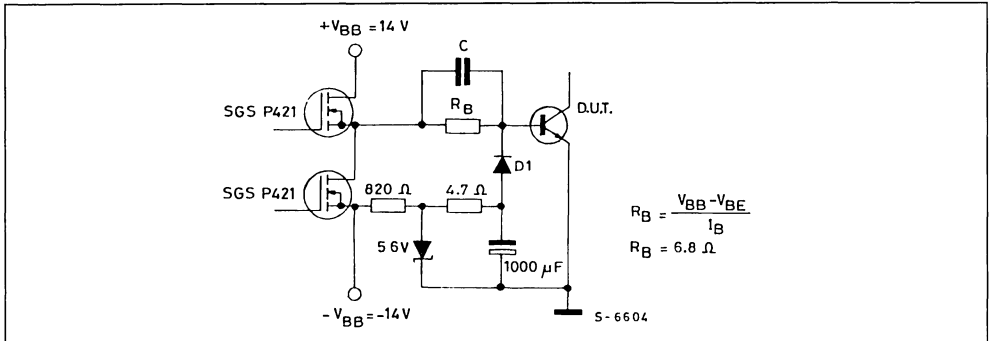 +VBB = 14 V
C
SGS P421
RB
D.U.T.
D1
SGS P421
820 Ω
4.7 Ω
RB = VBB - VBE
IB
RB = 6.8 Ω
5 6V
1000 μF
- VBB = -14 V
S- 6604